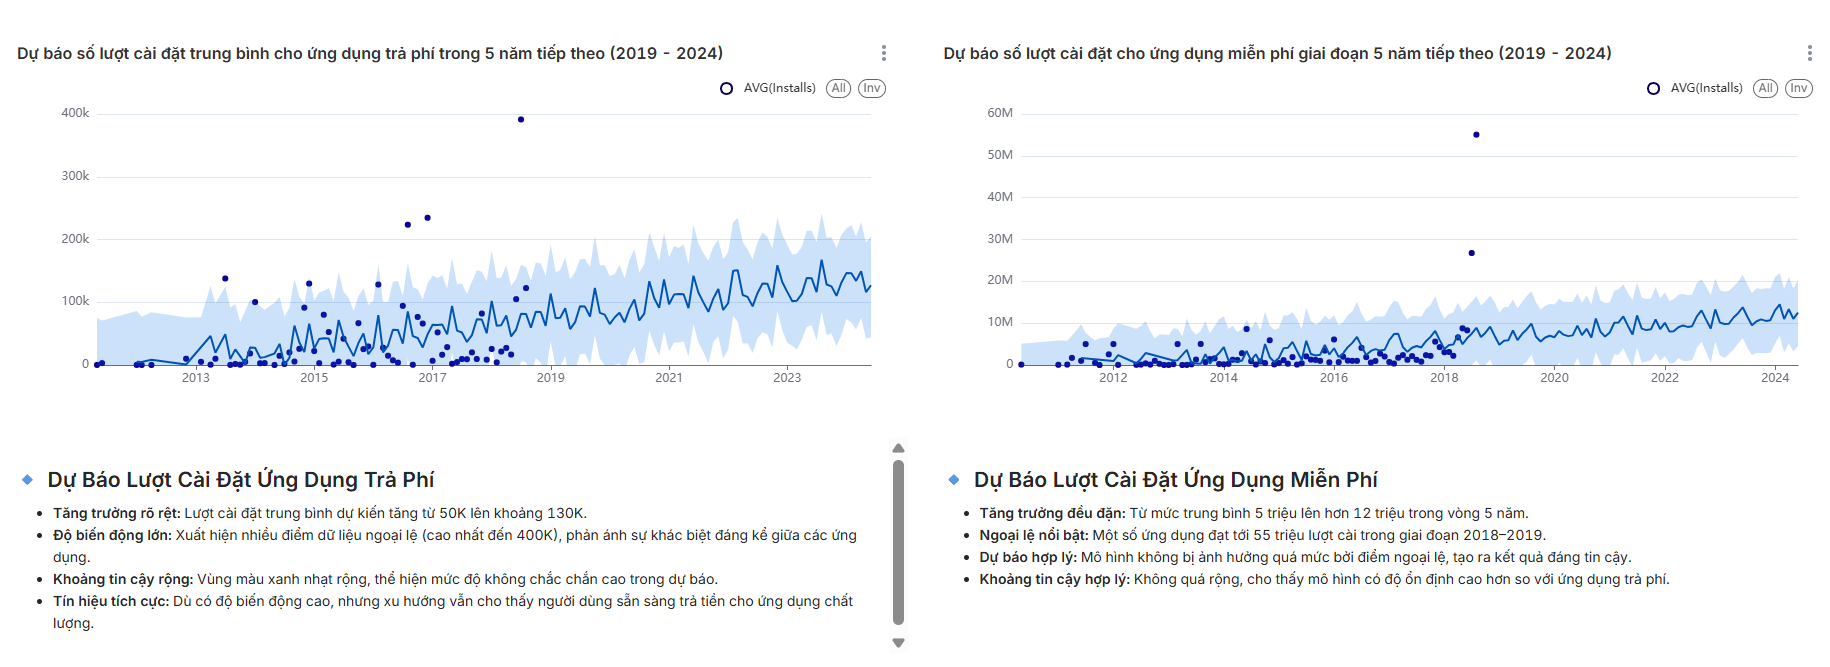 Dự báo số lượt cài đặt trung bình cho ứng dụng trả phí trong 5 năm tiếp theo (2019 - 2024)
AVG(Installs) All Inv
400k
300k
200k
100k
0
2013 2015 2017 2019 2021 2023
Dự Báo Lượt Cài Đặt Ứng Dụng Trả Phí
Tăng trưởng rõ rệt: Lượt cài đặt trung bình dự kiến tăng từ 50K lên khoảng 130K.
Độ biến động lớn: Xuất hiện nhiều điểm dữ liệu ngoại lệ (cao nhất đến 400K), phản ánh sự khác biệt đáng kể giữa các ứng
dụng.
Khoảng tin cậy rộng: Vùng màu xanh nhạt rộng, thể hiện mức độ không chắc chắn cao trong dự báo.
Tín hiệu tích cực: Dù có độ biến động cao, nhưng xu hướng vẫn cho thấy người dùng sẵn sàng trả tiền cho ứng dụng chất
lượng.
Dự báo số lượt cài đặt cho ứng dụng miễn phí giai đoạn 5 năm tiếp theo (2019 - 2024)
AVG(Installs) All Inv
60M
50M
40M
30M
20M
10M
0
2012 2014 2016 2018 2020 2022 2024
Dự Báo Lượt Cài Đặt Ứng Dụng Miễn Phí
Tăng trưởng đều đặn: Từ mức trung bình 5 triệu lên hơn 12 triệu trong vòng 5 năm.
Ngoại lệ nổi bật: Một số ứng dụng đạt tới 55 triệu lượt cài trong giai đoạn 2018–2019.
Dự báo hợp lý: Mô hình không bị ảnh hưởng quá mức bởi điểm ngoại lệ, tạo ra kết quả đáng tin cậy.
Khoảng tin cậy hợp lý: Không quá rộng, cho thấy mô hình có độ ổn định cao hơn so với ứng dụng trả phí.